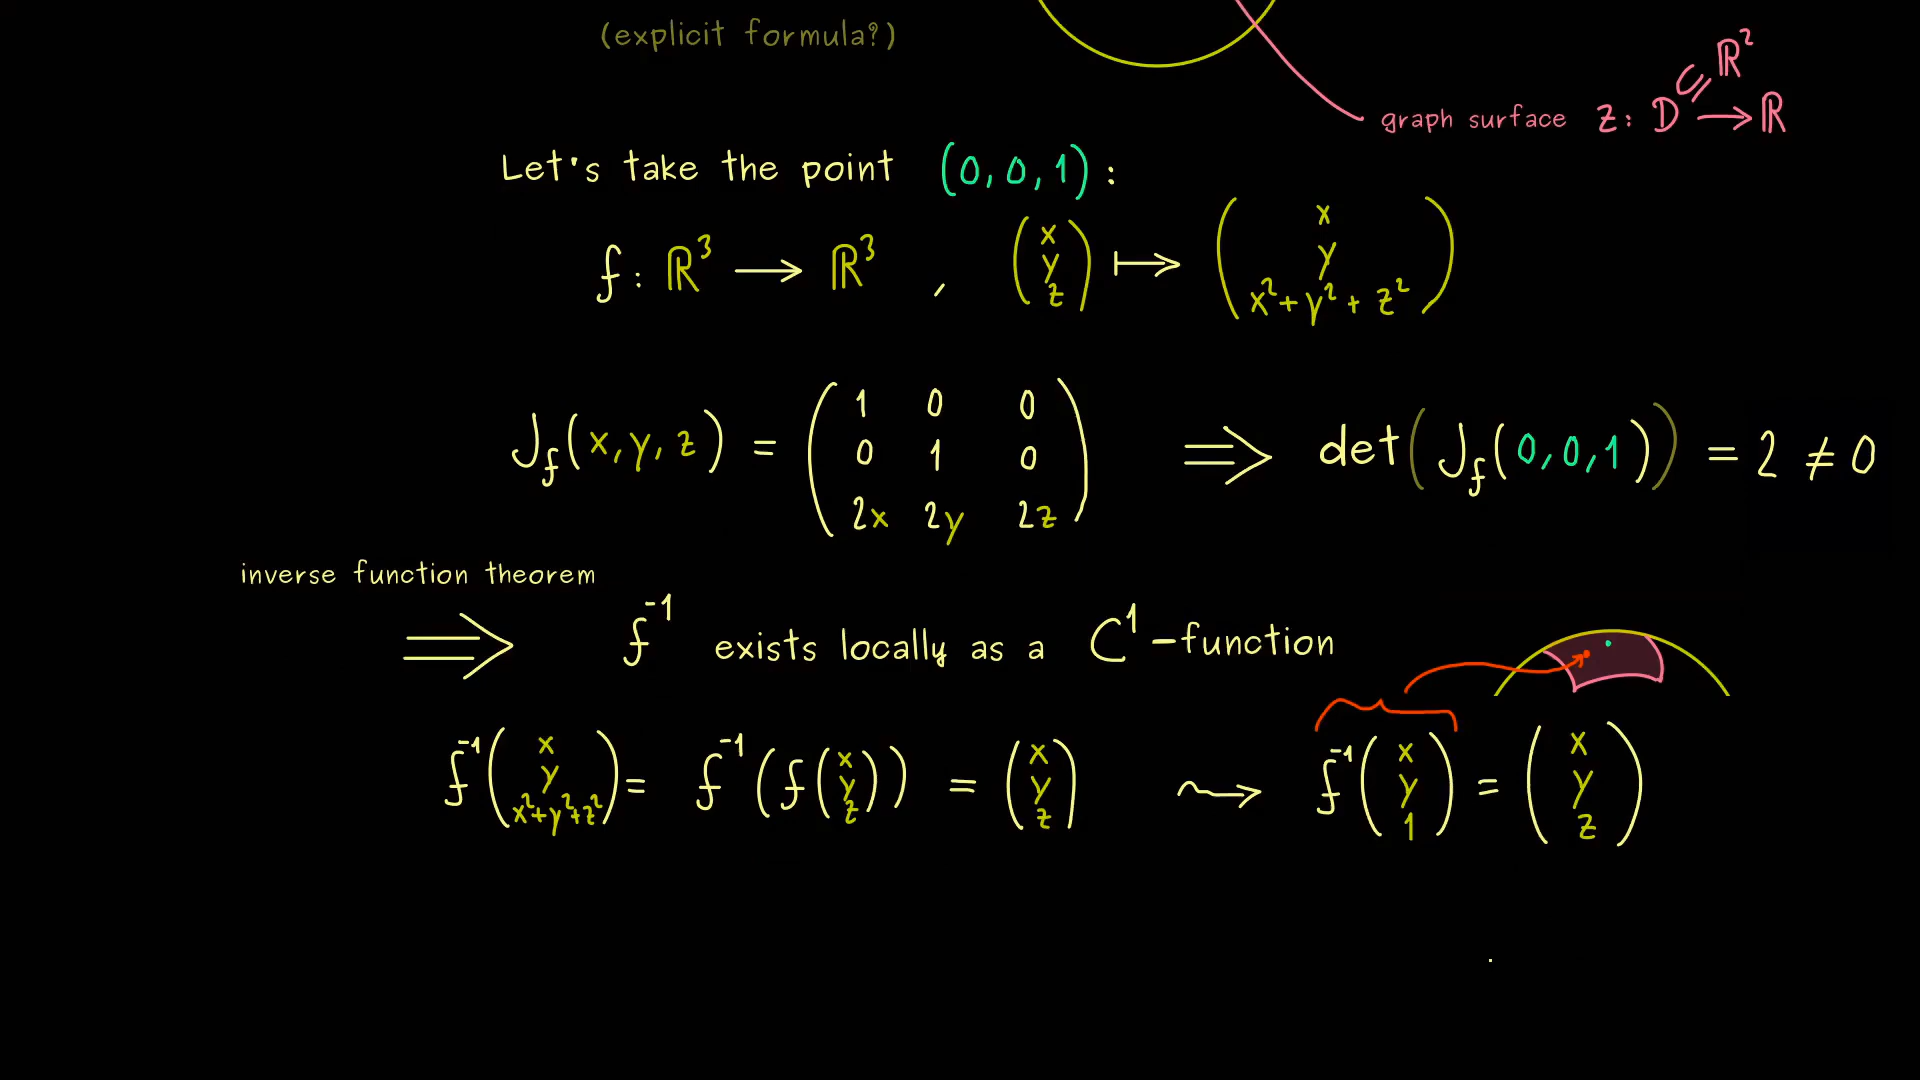 (explicit formula?)
graph surface z: D ⊆ ℝ² ⟶ ℝ
Let's take the point (0, 0, 1) :
f : ℝ³ ⟶ ℝ³ , (x y z) ⟼ (x y x²+y²+z²)
J_f(x, y, z) = (1 0 0 0 1 0 2x 2y 2z) ⟹ det(J_f(0, 0, 1)) = 2 ≠ 0
inverse function theorem
⟹ f⁻¹ exists locally as a C¹-function
f⁻¹(x y x²+y²+z²) = f⁻¹(f(x y z)) = (x y z) ⇝ f⁻¹(x y 1) = (x y z)